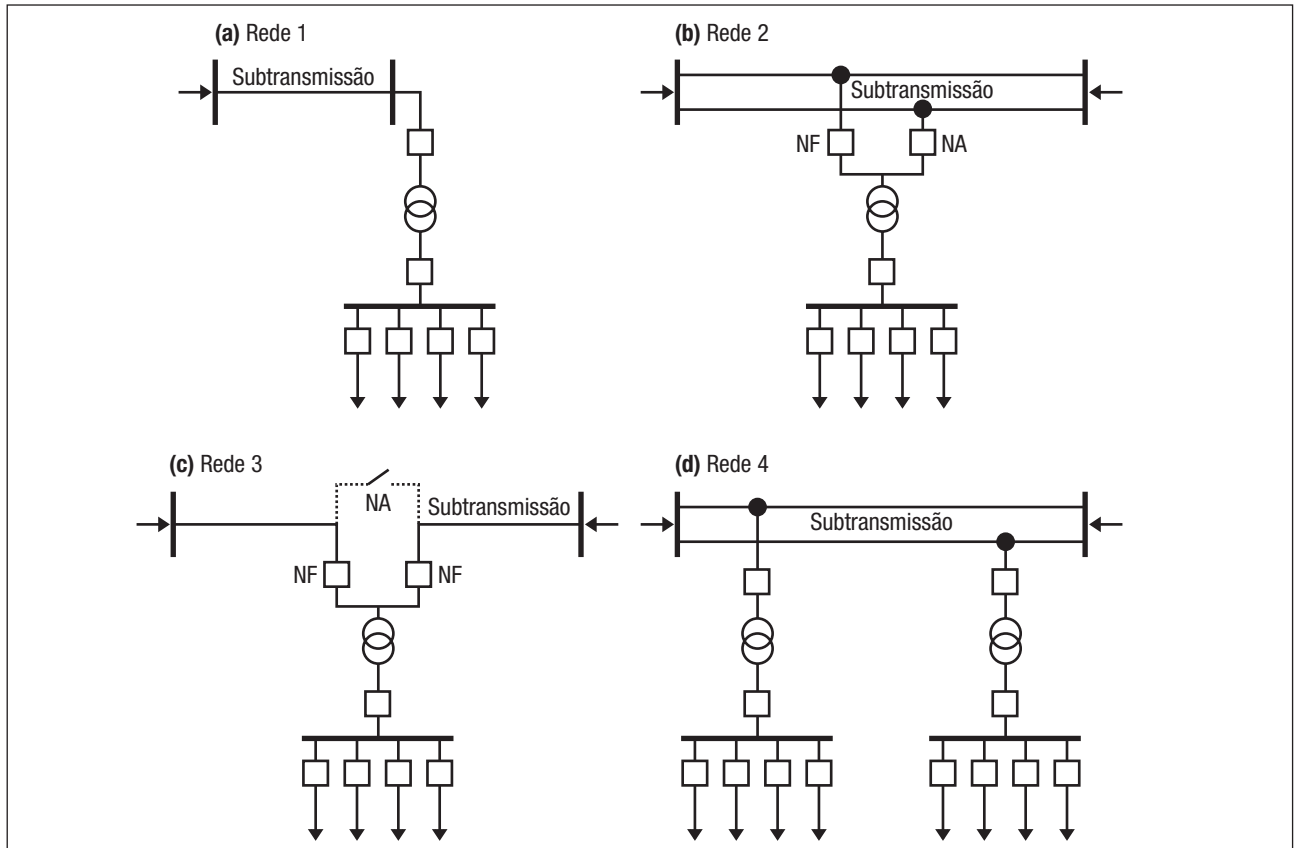 (a) Rede 1
Subtransmissão
(b) Rede 2
Subtransmissão
NF
NA
(c) Rede 3
NA
Subtransmissão
NF
NF
(d) Rede 4
Subtransmissão